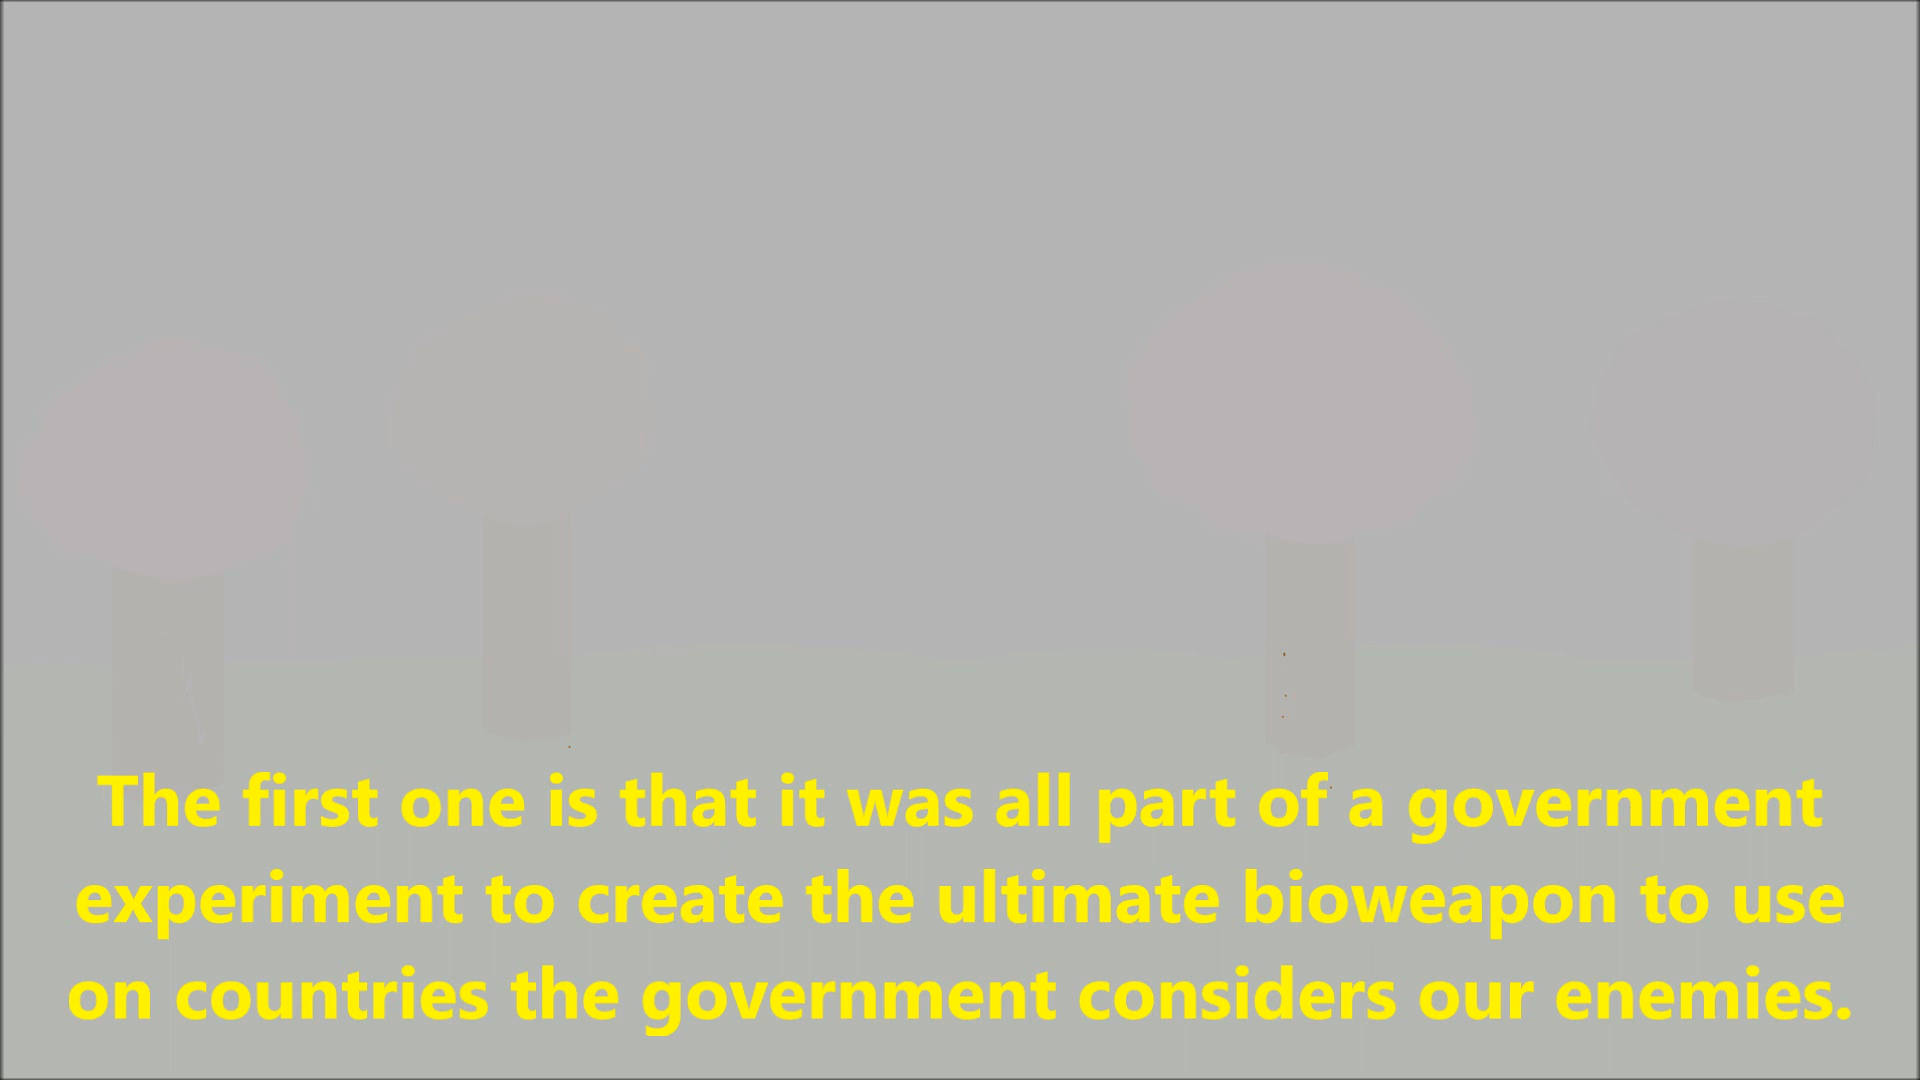 The first one is that it was all part of a government
experiment to create the ultimate bioweapon to use
on countries the government considers our enemies.